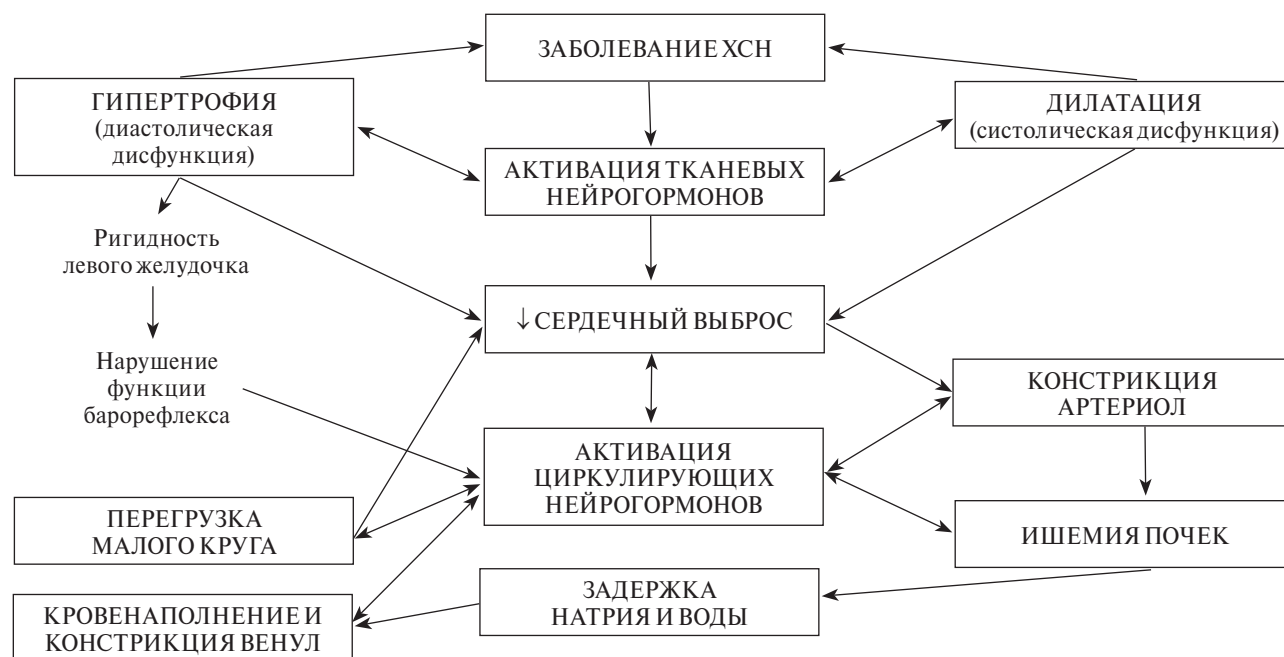 ЗАБОЛЕВАНИЕ ХСН
ГИПЕРТРОФИЯ
(диастолическая
дисфункция)
ДИЛАТАЦИЯ
(систолическая дисфункция)
АКТИВАЦИЯ ТКАНЕВЫХ
НЕЙРОГОРМОНОВ
Ригидность
левого желудочка
↓ СЕРДЕЧНЫЙ ВЫБРОС
Нарушение
функции
барорефлекса
КОНСТРИКЦИЯ
АРТЕРИОЛ
АКТИВАЦИЯ
ЦИРКУЛИРУЮЩИХ
НЕЙРОГОРМОНОВ
ПЕРЕГРУЗКА
МАЛОГО КРУГА
ИШЕМИЯ ПОЧЕК
ЗАДЕРЖКА
НАТРИЯ И ВОДЫ
КРОВЕНАПОЛНЕНИЕ И
КОНСТРИКЦИЯ ВЕНУЛ